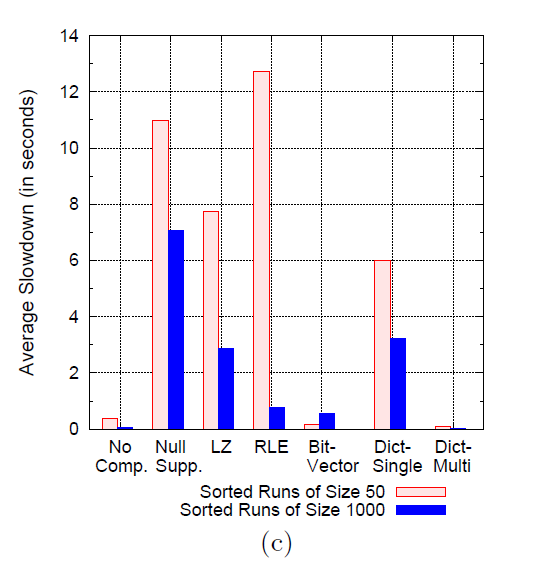 14
12
10
8
6
4
2
0
Average Slowdown (in seconds)
No Null LZ RLE Bit- Dict- Dict-
Comp. Supp. Vector Single Multi
Sorted Runs of Size 50
Sorted Runs of Size 1000
(c)